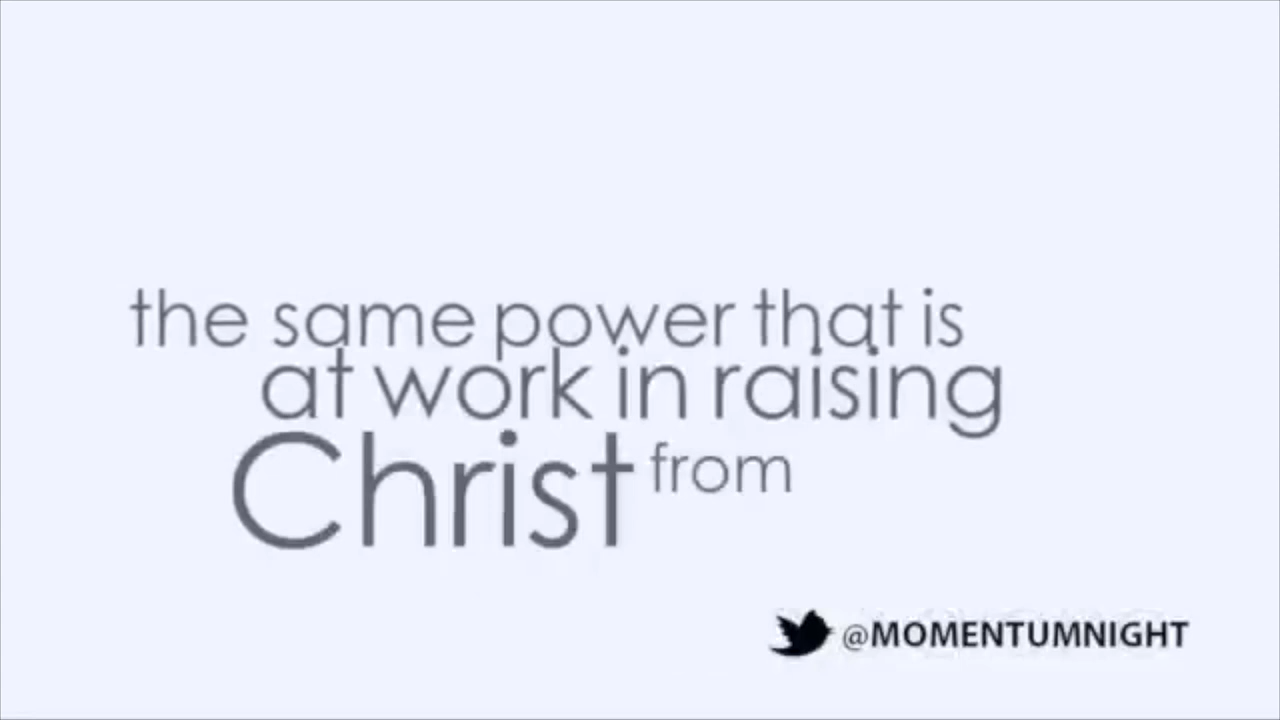 the same power that is
at work in raising
Christ from
@MOMENTUMNIGHT